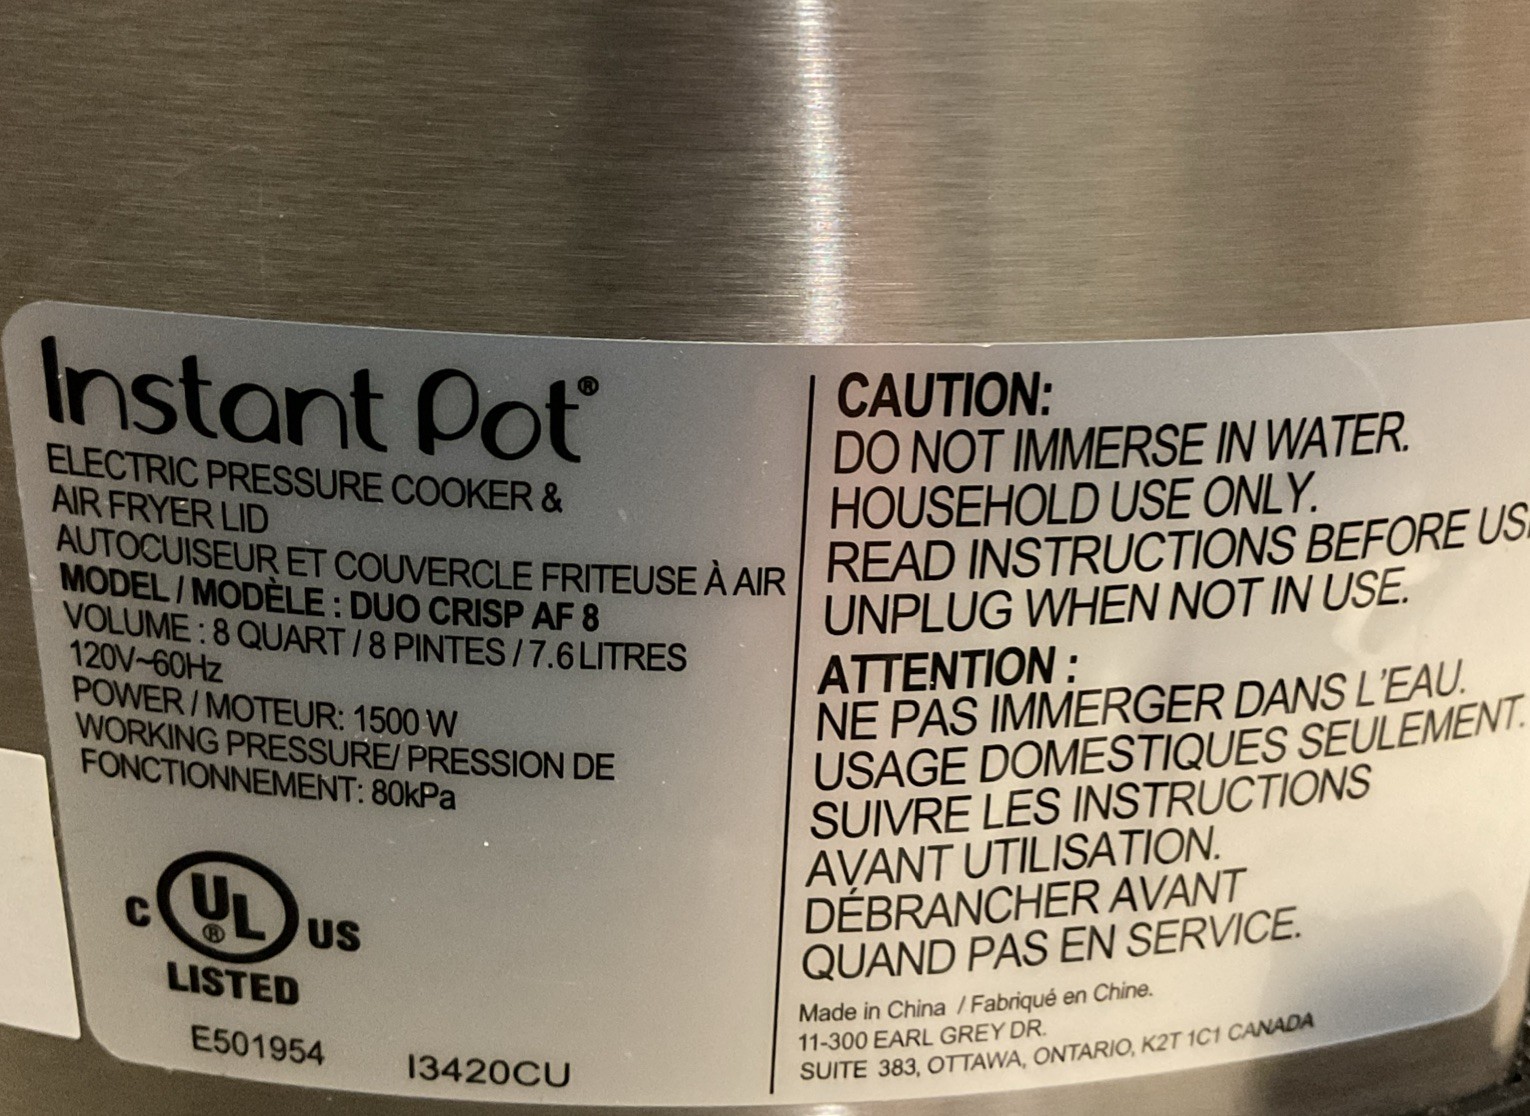 Instant Pot®
ELECTRIC PRESSURE COOKER &
AIR FRYER LID
AUTOCUISEUR ET COUVERCLE FRITEUSE À AIR
MODEL / MODÈLE : DUO CRISP AF 8
VOLUME : 8 QUART / 8 PINTES / 7.6 LITRES
120V~60Hz
POWER / MOTEUR: 1500 W
WORKING PRESSURE/ PRESSION DE
FONCTIONNEMENT: 80kPa
C UL® US
LISTED
E501954 I3420CU
CAUTION:
DO NOT IMMERSE IN WATER.
HOUSEHOLD USE ONLY.
READ INSTRUCTIONS BEFORE US
UNPLUG WHEN NOT IN USE.
ATTENTION :
NE PAS IMMERGER DANS L'EAU.
USAGE DOMESTIQUES SEULEMENT.
SUIVRE LES INSTRUCTIONS
AVANT UTILISATION.
DÉBRANCHER AVANT
QUAND PAS EN SERVICE.
Made in China / Fabriqué en Chine.
11-300 EARL GREY DR.
SUITE 383, OTTAWA, ONTARIO, K2T 1C1 CANADA